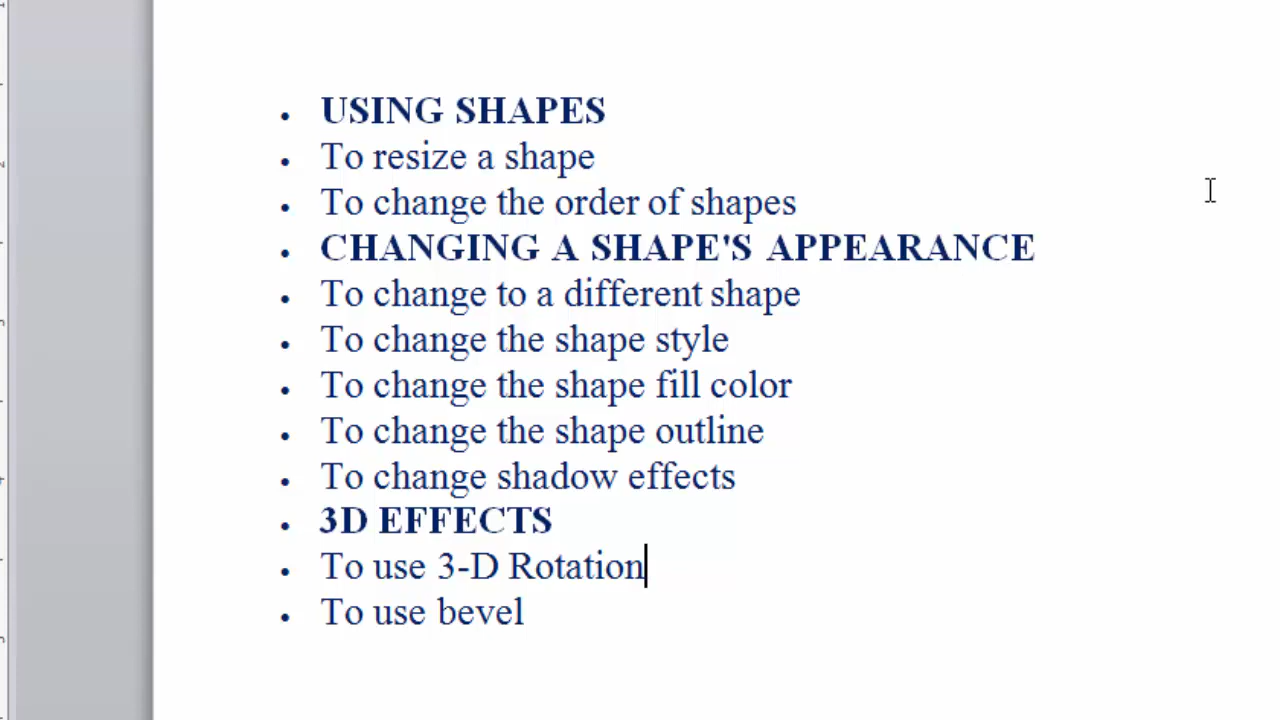 • USING SHAPES
• To resize a shape
• To change the order of shapes
• CHANGING A SHAPE'S APPEARANCE
• To change to a different shape
• To change the shape style
• To change the shape fill color
• To change the shape outline
• To change shadow effects
• 3D EFFECTS
• To use 3-D Rotation
• To use bevel